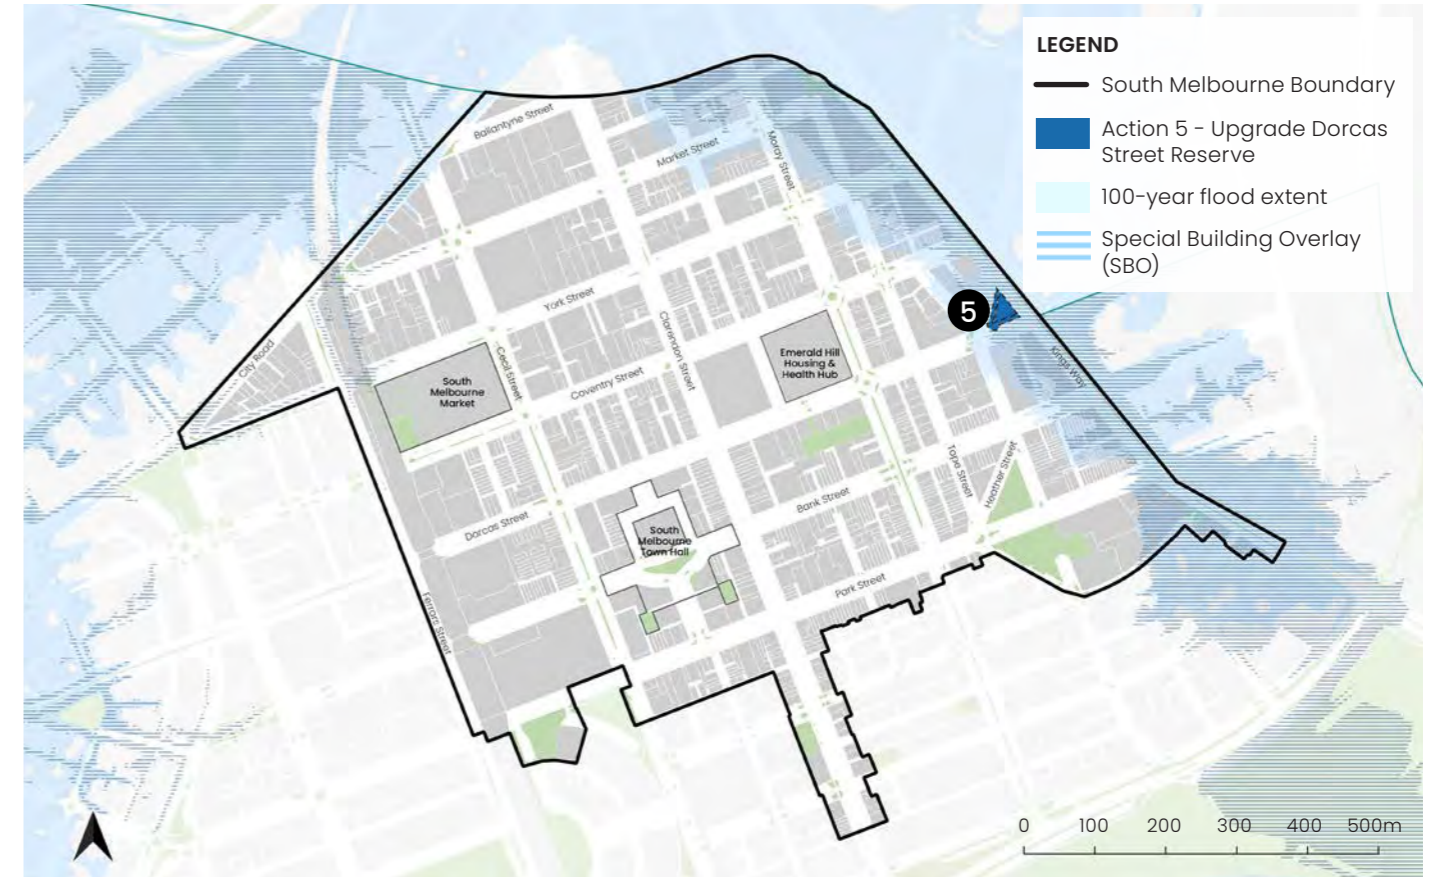 LEGEND
South Melbourne Boundary
Action 5 - Upgrade Dorcas
Street Reserve
100-year flood extent
Special Building Overlay
(SBO)
Ballantyne Street
Market Street
Moray Street
York Street
City Road
Cecil Street
Coventry Street
Clarendon Street
South
Melbourne
Market
Emerald Hill
Housing &
Health Hub
5
Kings Way
Tope Street
Heather Street
Bank Street
Dorcas Street
South
Melbourne
Town Hall
Park Street
Ferrars Street
0 100 200 300 400 500m